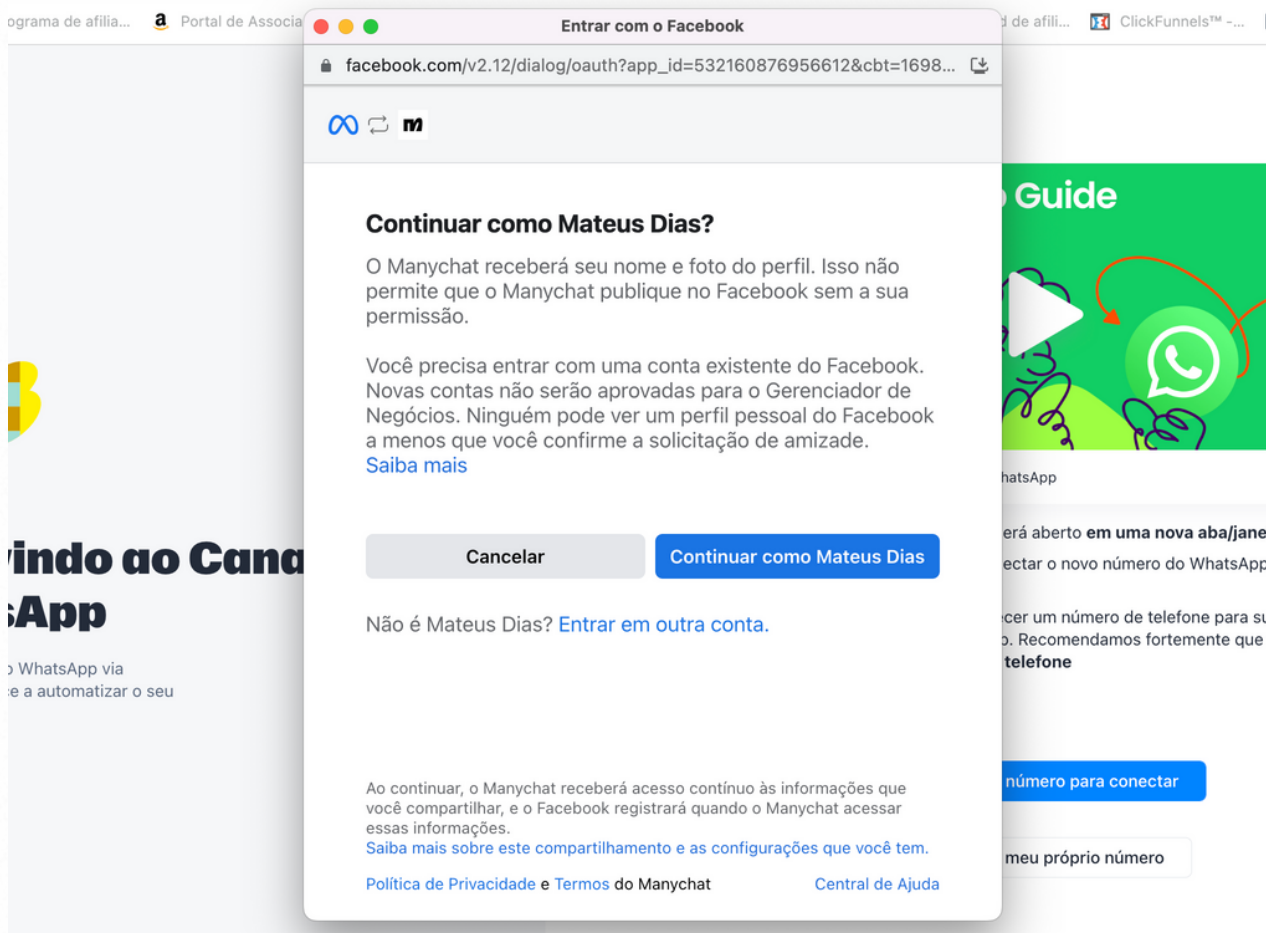 ograma de afilia...
a Portal de Associa
Entrar com o Facebook
d de afili...
ClickFunnels™ -...
facebook.com/v2.12/dialog/oauth?app_id=532160876956612&cbt=1698...
Continuar como Mateus Dias?
O Manychat receberá seu nome e foto do perfil. Isso não
permite que o Manychat publique no Facebook sem a sua
permissão.
Você precisa entrar com uma conta existente do Facebook.
Novas contas não serão aprovadas para o Gerenciador de
Negócios. Ninguém pode ver um perfil pessoal do Facebook
a menos que você confirme a solicitação de amizade.
Saiba mais
Cancelar
Continuar como Mateus Dias
Não é Mateus Dias? Entrar em outra conta.
Ao continuar, o Manychat receberá acesso contínuo às informações que
você compartilhar, e o Facebook registrará quando o Manychat acessar
essas informações.
Saiba mais sobre este compartilhamento e as configurações que você tem.
Política de Privacidade e Termos do Manychat
Central de Ajuda
vindo ao Cana
sApp
o WhatsApp via
ce a automatizar o seu
Guide
hatsApp
erá aberto em uma nova aba/jane
ectar o novo número do WhatsApp
cer um número de telefone para su
o. Recomendamos fortemente que
telefone
número para conectar
meu próprio número